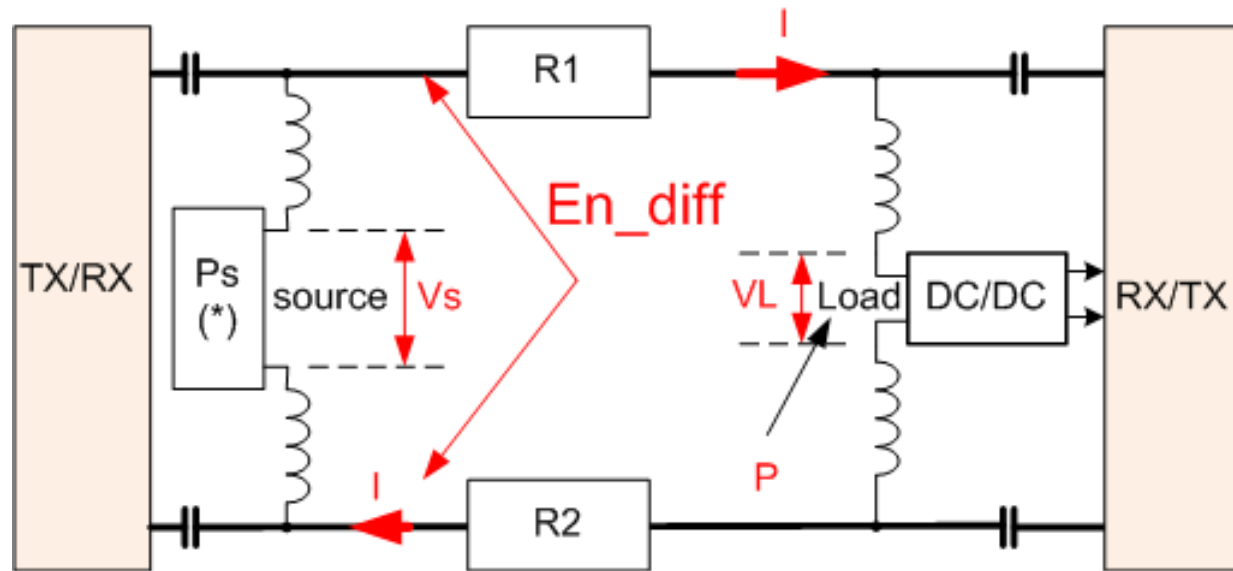 I
R1
En_diff
TX/RX
Ps
(*)
source
Vs
VL
Load
DC/DC
RX/TX
P
I
R2